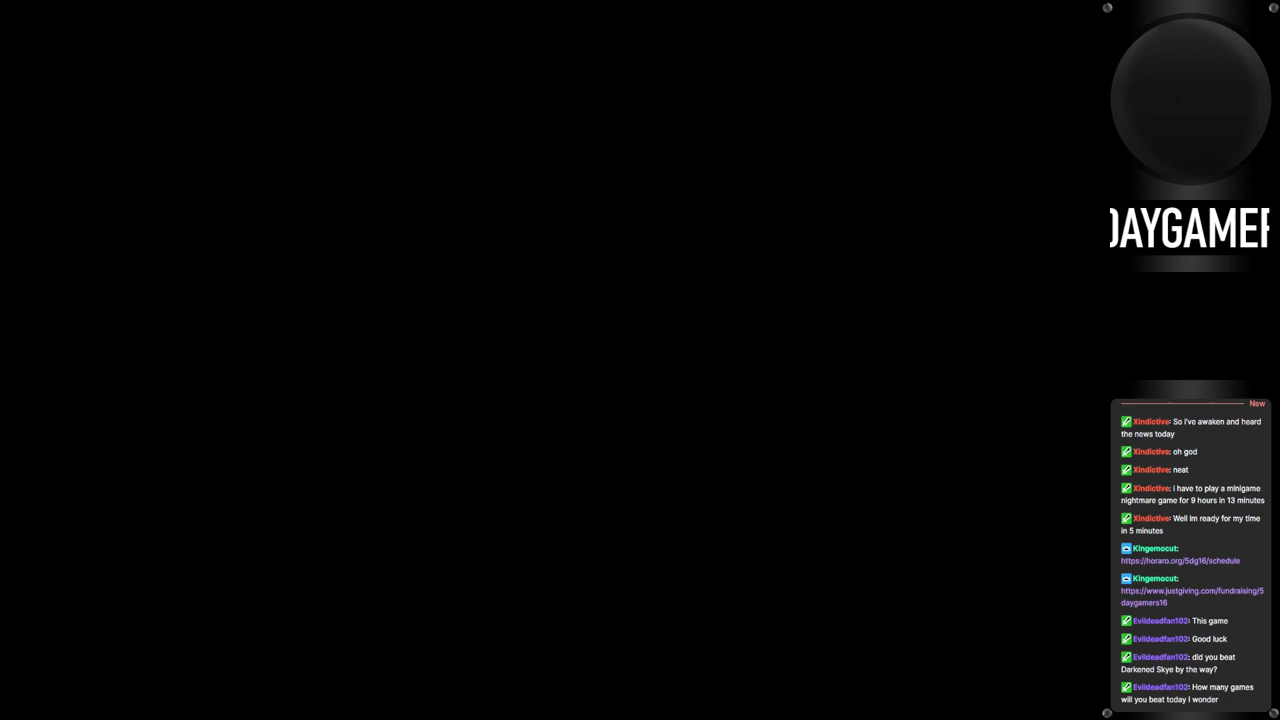 DAYGAMER
New
Xindictive: So I've awaken and heard
the news today
Xindictive: oh god
Xindictive: neat
Xindictive: i have to play a minigame
nightmare game for 9 hours in 13 minutes
Xindictive: Well im ready for my time
in 5 minutes
Kingemocut:
https://horaro.org/5dg16/schedule
Kingemocut:
https://www.justgiving.com/fundraising/5
daygamers16
Evildeadfan102: This game
Evildeadfan102: Good luck
Evildeadfan102: did you beat
Darkened Skye by the way?
Evildeadfan102: How many games
will you beat today I wonder